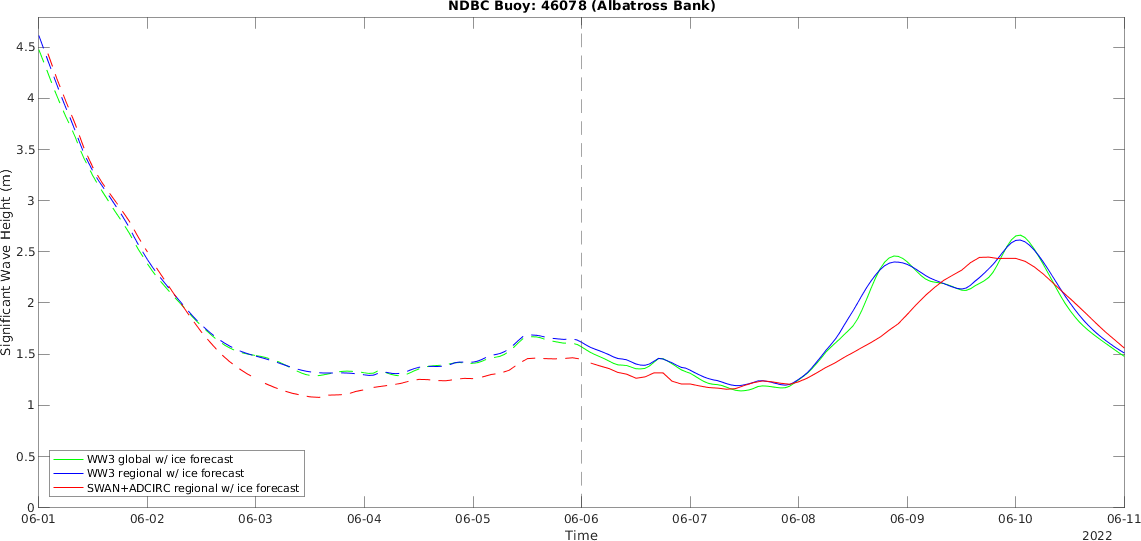 NDBC Buoy: 46078 (Albatross Bank)
Significant Wave Height (m)
4.5
4
3.5
3
2.5
2
1.5
1
0.5
0
WW3 global w/ ice forecast
WW3 regional w/ ice forecast
SWAN+ADCIRC regional w/ ice forecast
06-01 06-02 06-03 06-04 06-05 06-06 06-07 06-08 06-09 06-10 06-11
Time
2022